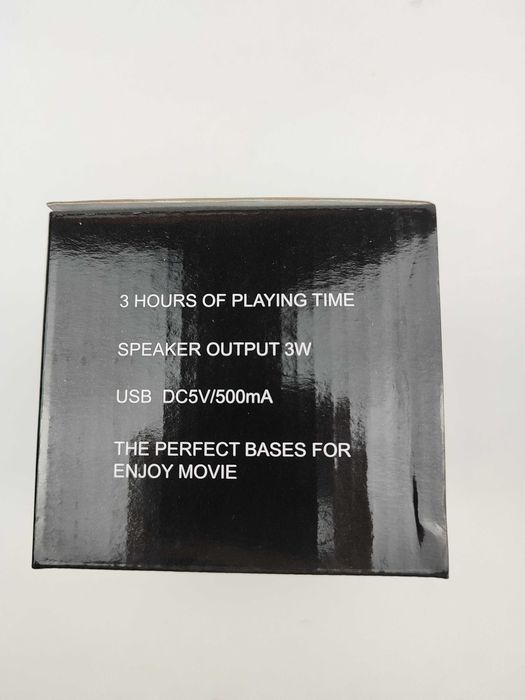 3 HOURS OF PLAYING TIME
SPEAKER OUTPUT 3W
USB DC5V/500mA
THE PERFECT BASES FOR
ENJOY MOVIE